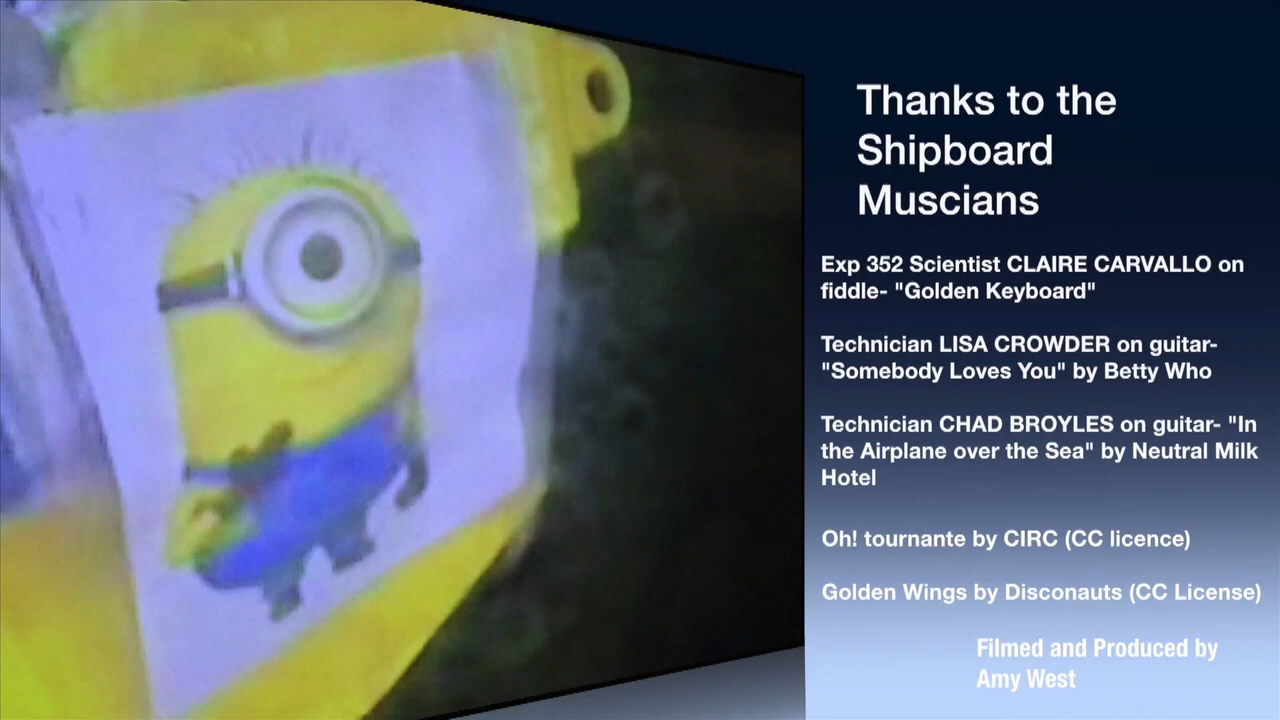 Thanks to the
Shipboard
Muscians
Exp 352 Scientist CLAIRE CARVALLO on
fiddle- "Golden Keyboard"
Technician LISA CROWDER on guitar-
"Somebody Loves You" by Betty Who
Technician CHAD BROYLES on guitar- "In
the Airplane over the Sea" by Neutral Milk
Hotel
Oh! tournante by CIRC (CC licence)
Golden Wings by Disconauts (CC License)
Filmed and Produced by
Amy West